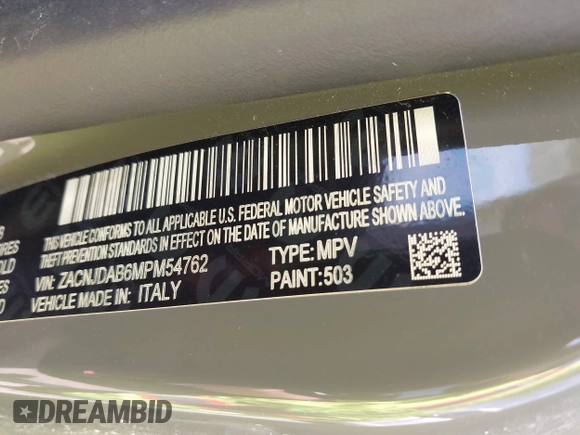 THIS VEHICLE CONFORMS TO ALL APPLICABLE U.S. FEDERAL MOTOR VEHICLE SAFETY AND
THEFT PREVENTION STANDARDS IN EFFECT ON THE DATE OF MANUFACTURE SHOWN ABOVE.
VIN: ZACNJDAB6MPM54762 TYPE: MPV
VEHICLE MADE IN: ITALY PAINT: 503
DREAMBID